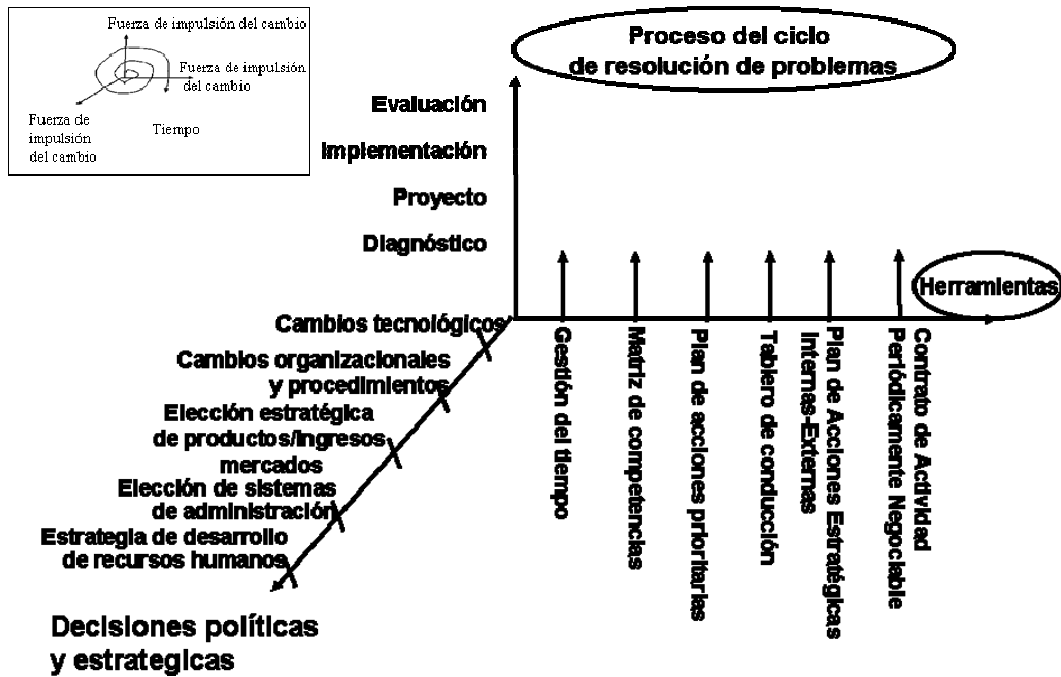 Fuerza de impulsión del cambio
Fuerza de impulsión
del cambio
Fuerza de
impulsión
del cambio
Tiempo
Proceso del ciclo
de resolución de problemas
Evaluación
Implementación
Proyecto
Diagnóstico
Herramientas
Cambios tecnológicos
Cambios organizacionales
y procedimientos
Elección estratégica
de productos/ingresos
mercados
Elección de sistemas
de administración
Estrategia de desarrollo
de recursos humanos
Decisiones políticas
y estrategicas
Gestión del tiempo
Matriz de competencias
Plan de acciones prioritarias
Tablero de conducción
Plan de Acciones Estratégicas
Internas-Externas
Contrato de Actividad
Periódicamente Negociable